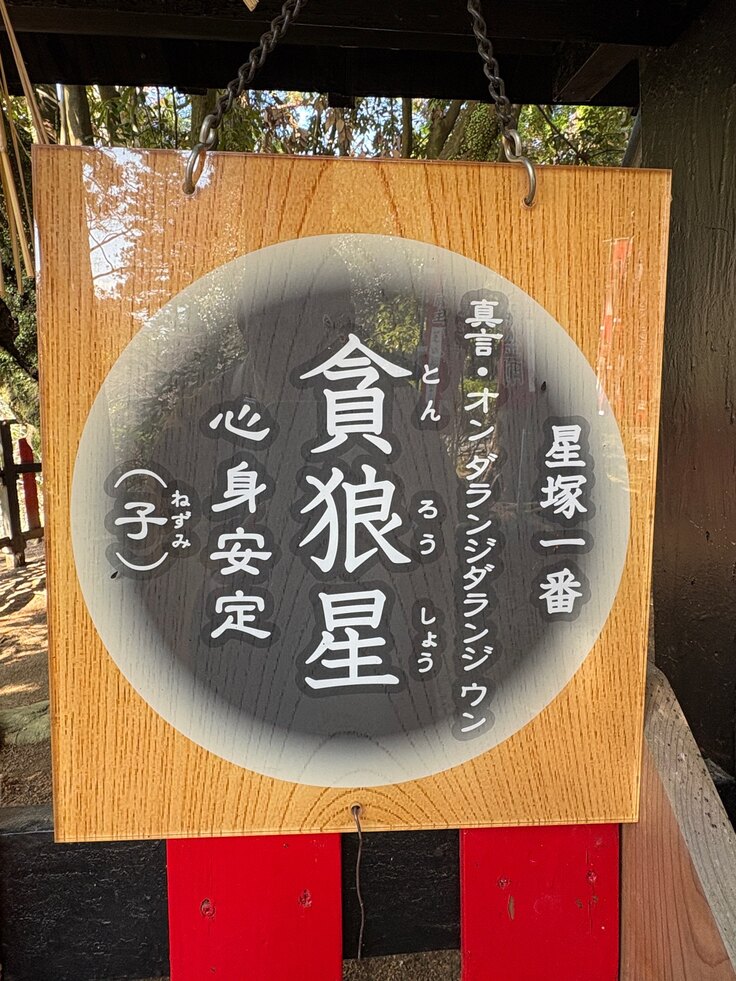 星塚一番
真言・オンダランジダランジウン
貪狼星
とんろうしょう
心身安定
（子）
ねずみ